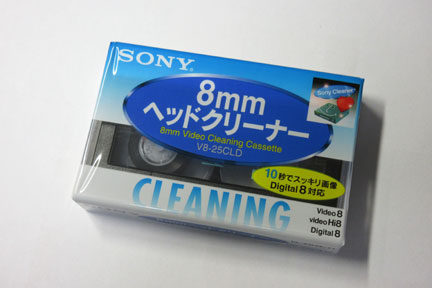 SONY
Sony Cleaner
8mm
ヘッドクリーナー
8mm Video Cleaning Cassette
V8-25CLD
10秒でスッキリ画像
Digital 8 対応
CLEANING
Video 8
video Hi8
Digital 8